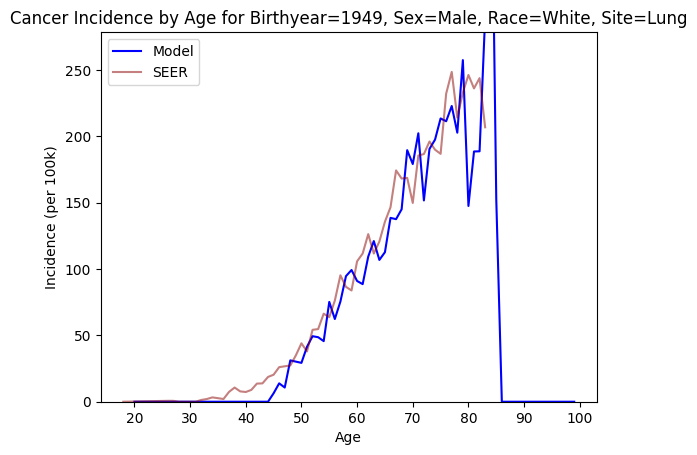 Cancer Incidence by Age for Birthyear=1949, Sex=Male, Race=White, Site=Lung
Model
SEER
250
200
150
100
50
0
Incidence (per 100k)
20 30 40 50 60 70 80 90 100
Age